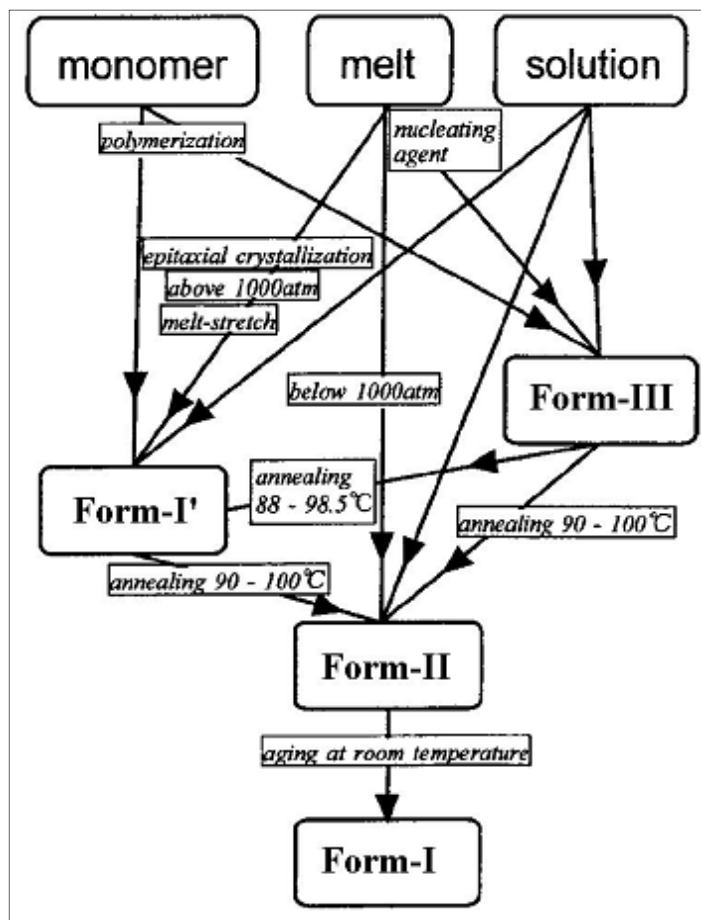 monomer
melt
solution
polymerization
nucleating
agent
epitaxial crystallization
above 1000atm
melt-stretch
below 1000atm
Form-III
annealing
88 - 98.5℃
Form-I'
annealing 90 - 100℃
annealing 90 - 100℃
Form-II
aging at room temperature
Form-I